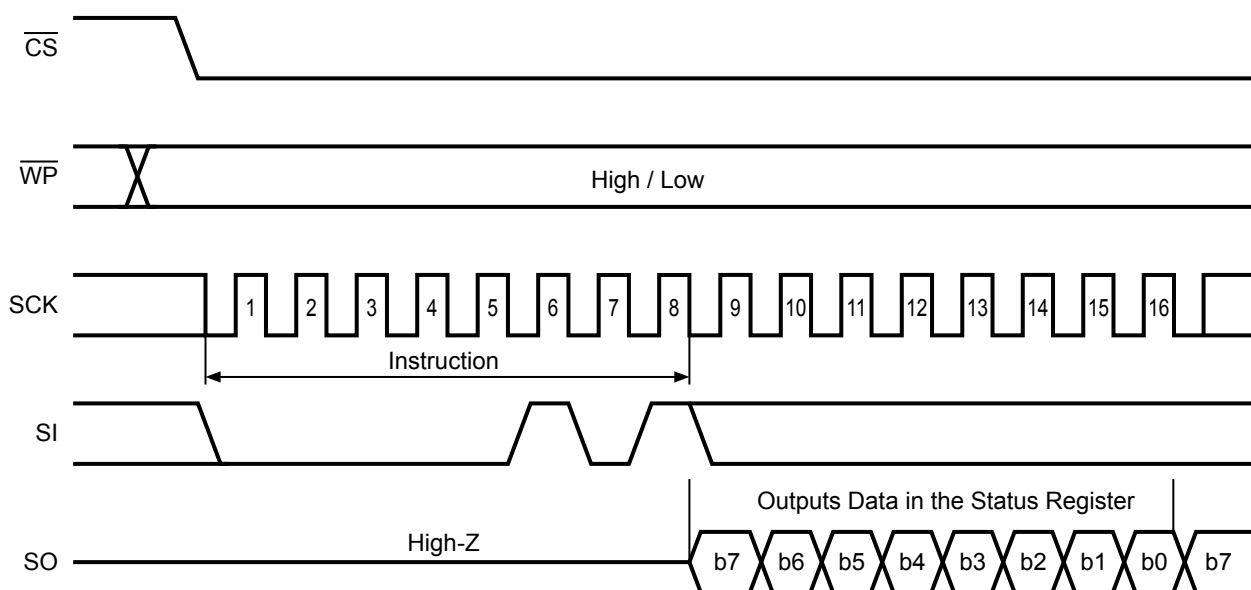 CS
WP
High / Low
SCK
1 2 3 4 5 6 7 8 9 10 11 12 13 14 15 16
Instruction
SI
Outputs Data in the Status Register
High-Z
SO
b7 b6 b5 b4 b3 b2 b1 b0 b7